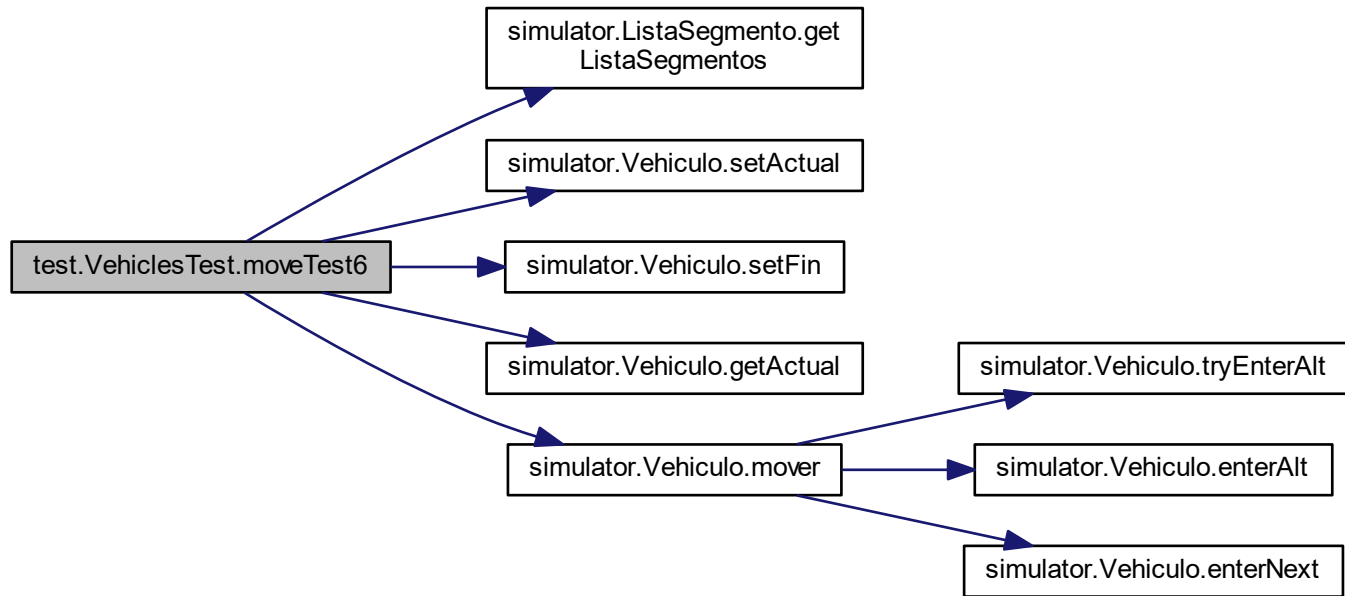 simulator.ListaSegmento.get
ListaSegmentos
simulator.Vehiculo.setActual
test.VehiclesTest.moveTest6
simulator.Vehiculo.setFin
simulator.Vehiculo.getActual
simulator.Vehiculo.tryEnterAlt
simulator.Vehiculo.mover
simulator.Vehiculo.enterAlt
simulator.Vehiculo.enterNext